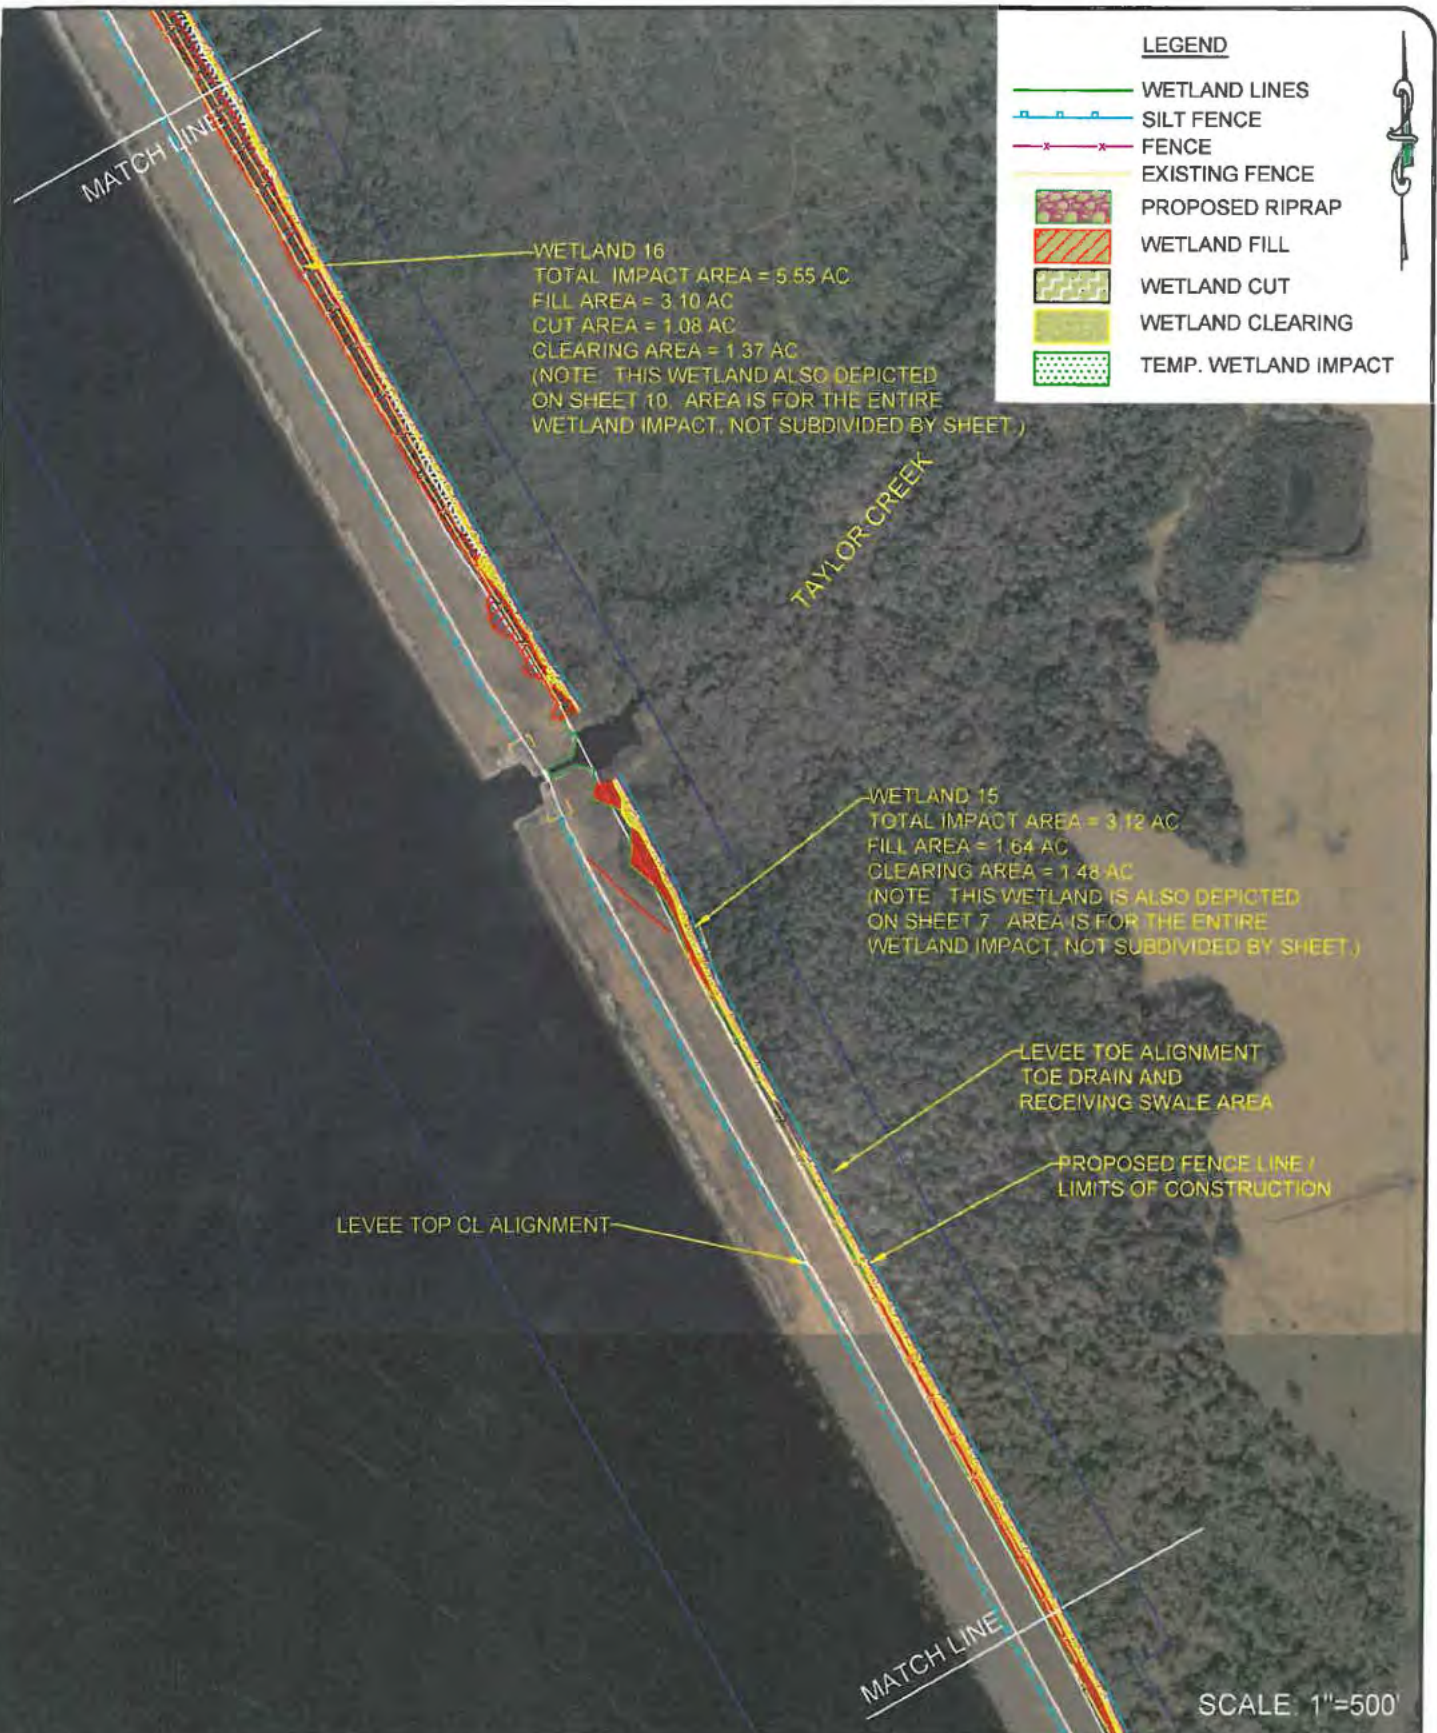 LEGEND
WETLAND LINES
SILT FENCE
FENCE
EXISTING FENCE
PROPOSED RIPRAP
WETLAND FILL
WETLAND CUT
WETLAND CLEARING
TEMP. WETLAND IMPACT
MATCH LINE
WETLAND 16
TOTAL IMPACT AREA = 5.55 AC
FILL AREA = 3.10 AC
CUT AREA = 1.08 AC
CLEARING AREA = 1.37 AC
(NOTE: THIS WETLAND ALSO DEPICTED
ON SHEET 10. AREA IS FOR THE ENTIRE
WETLAND IMPACT, NOT SUBDIVIDED BY SHEET.)
TAYLOR CREEK
WETLAND 15
TOTAL IMPACT AREA = 3.12 AC
FILL AREA = 1.64 AC
CLEARING AREA = 1.48 AC
(NOTE: THIS WETLAND IS ALSO DEPICTED
ON SHEET 7. AREA IS FOR THE ENTIRE
WETLAND IMPACT, NOT SUBDIVIDED BY SHEET.)
LEVEE TOE ALIGNMENT
TOE DRAIN AND
RECEIVING SWALE AREA
PROPOSED FENCE LINE /
LIMITS OF CONSTRUCTION
LEVEE TOP CL ALIGNMENT
MATCH LINE
SCALE: 1"=500'